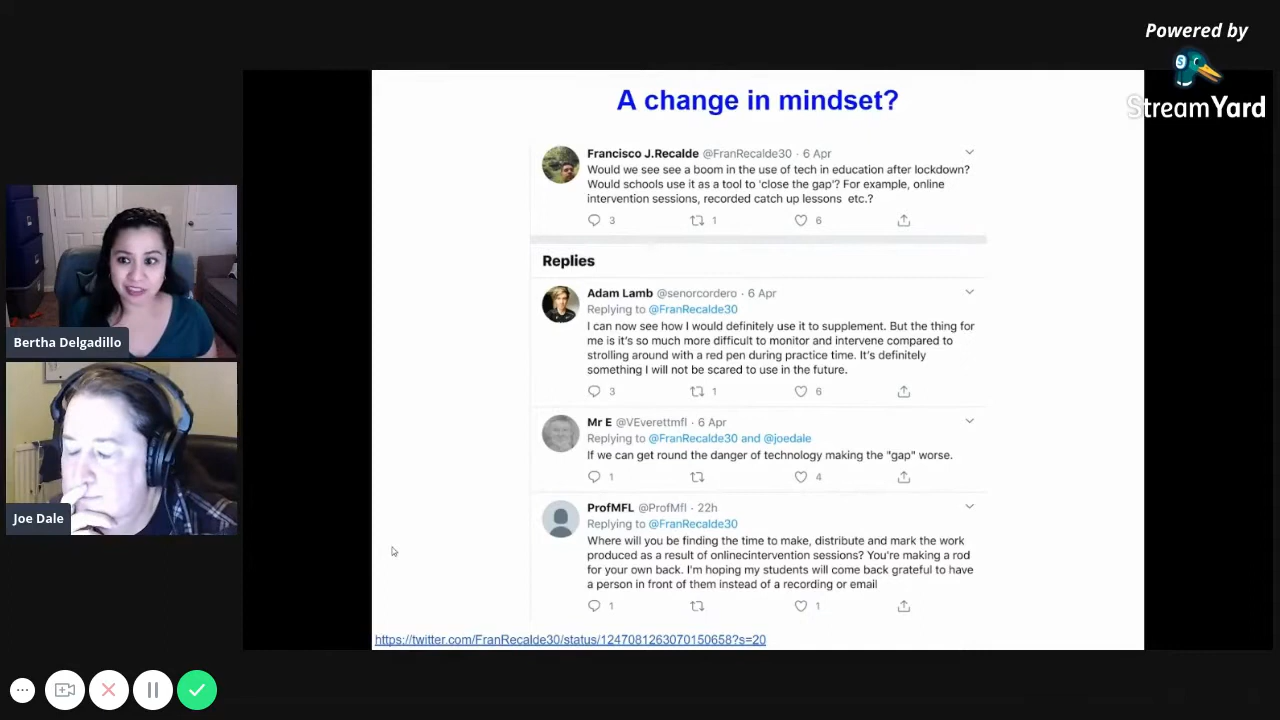 Powered by
StreamYard
A change in mindset?
Francisco J.Recalde @FranRecalde30 · 6 Apr
Would we see see a boom in the use of tech in education after lockdown?
Would schools use it as a tool to 'close the gap'? For example, online
intervention sessions, recorded catch up lessons etc.?
3 1 6
Replies
Adam Lamb @senorcordero · 6 Apr
Replying to @FranRecalde30
I can now see how I would definitely use it to supplement. But the thing for
me is it's so much more difficult to monitor and intervene compared to
strolling around with a red pen during practice time. It's definitely
something I will not be scared to use in the future.
3 1 6
Mr E @VEverettmfl · 6 Apr
Replying to @FranRecalde30 and @joedale
If we can get round the danger of technology making the "gap" worse.
1 4
ProfMFL @ProfMfl · 22h
Replying to @FranRecalde30
Where will you be finding the time to make, distribute and mark the work
produced as a result of onlinecintervention sessions? You're making a rod
for your own back. I'm hoping my students will come back grateful to have
a person in front of them instead of a recording or email
1 1
https://twitter.com/FranRecalde30/status/1247081263070150658?s=20
Bertha Delgadillo
Joe Dale